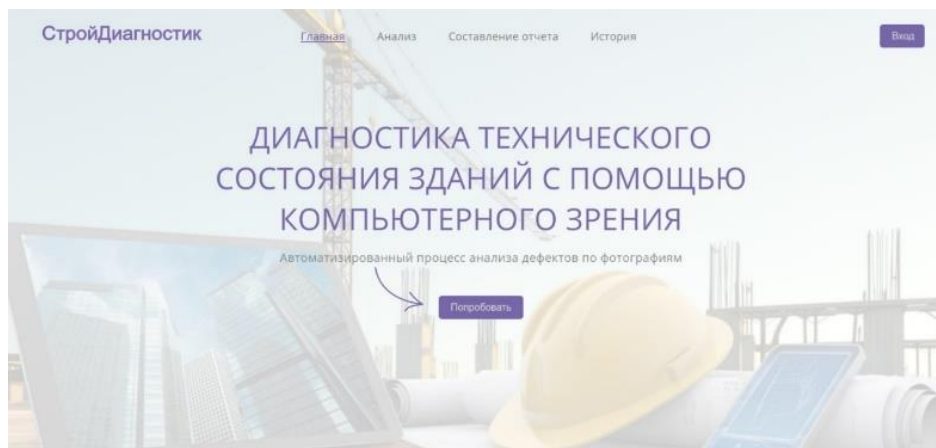 СтройДиагностик
Главная Анализ Составление отчета История
Вход
ДИАГНОСТИКА ТЕХНИЧЕСКОГО
СОСТОЯНИЯ ЗДАНИЙ С ПОМОЩЬЮ
КОМПЬЮТЕРНОГО ЗРЕНИЯ
Автоматизированный процесс анализа дефектов по фотографиям
Попробовать